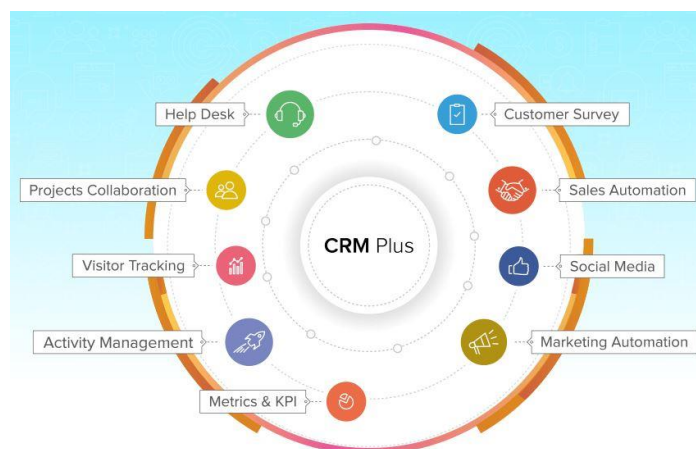 Help Desk
Customer Survey
Projects Collaboration
Sales Automation
CRM Plus
Visitor Tracking
Social Media
Activity Management
Marketing Automation
Metrics & KPI